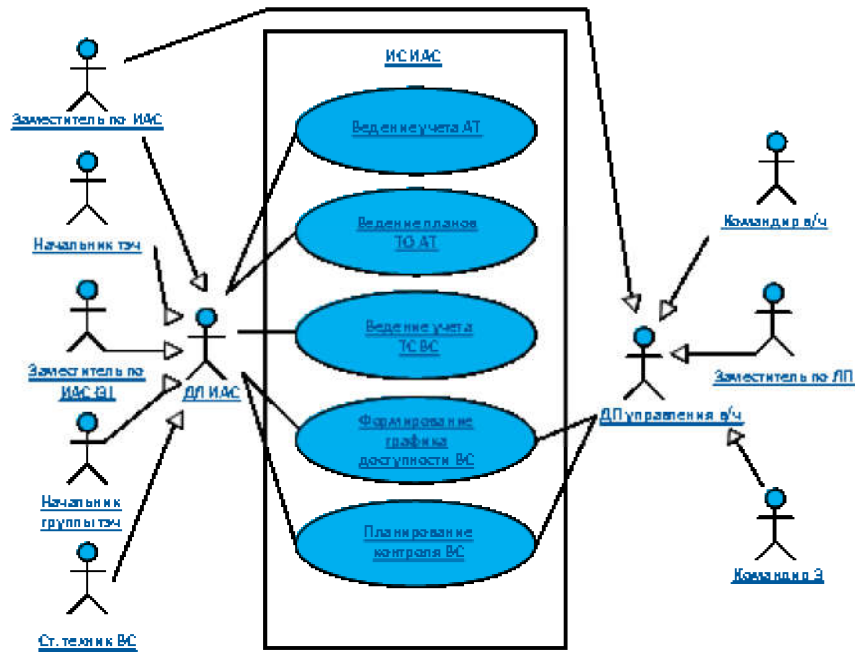 ИС ИАС
Заместитель по ИАС
Ведение учета АТ
Начальник тэч
Ведение планов
ТО АТ
Командир в/ч
Ведение учета
ТС ВС
Заместитель по
ИАС (Э)
ДЛ ИАС
Заместитель по ЛП
ДЛ управления в/ч
Формирование
графика
доступности ВС
Начальник
группы тэч
Планирование
контроля ВС
Командир Э
Ст. техник ВС